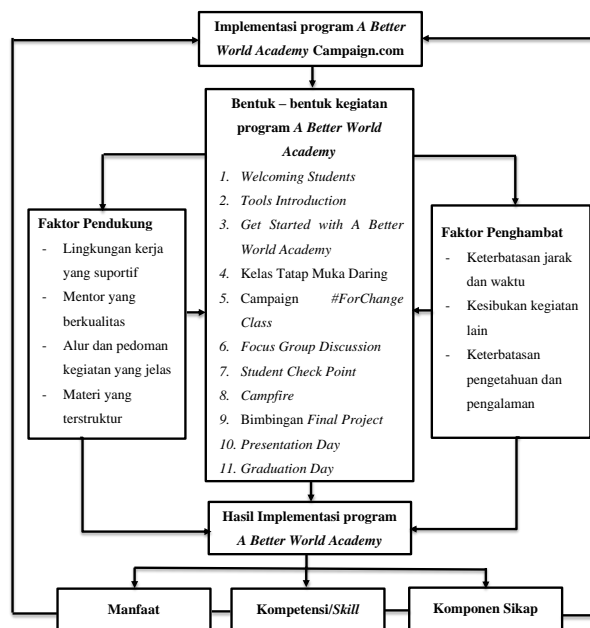 Implementasi program A Better
World Academy Campaign.com
Bentuk – bentuk kegiatan
program A Better World
Academy
1. Welcoming Students
2. Tools Introduction
3. Get Started with A Better
World Academy
4. Kelas Tatap Muka Daring
5. Campaign #ForChange
Class
6. Focus Group Discussion
7. Student Check Point
8. Campfire
9. Bimbingan Final Project
10. Presentation Day
11. Graduation Day
Faktor Pendukung
- Lingkungan kerja
yang suportif
- Mentor yang
berkualitas
- Alur dan pedoman
kegiatan yang jelas
- Materi yang
terstruktur
Faktor Penghambat
- Keterbatasan jarak
dan waktu
- Kesibukan kegiatan
lain
- Keterbatasan
pengetahuan dan
pengalaman
Hasil Implementasi program
A Better World Academy
Manfaat
Kompetensi/Skill
Komponen Sikap